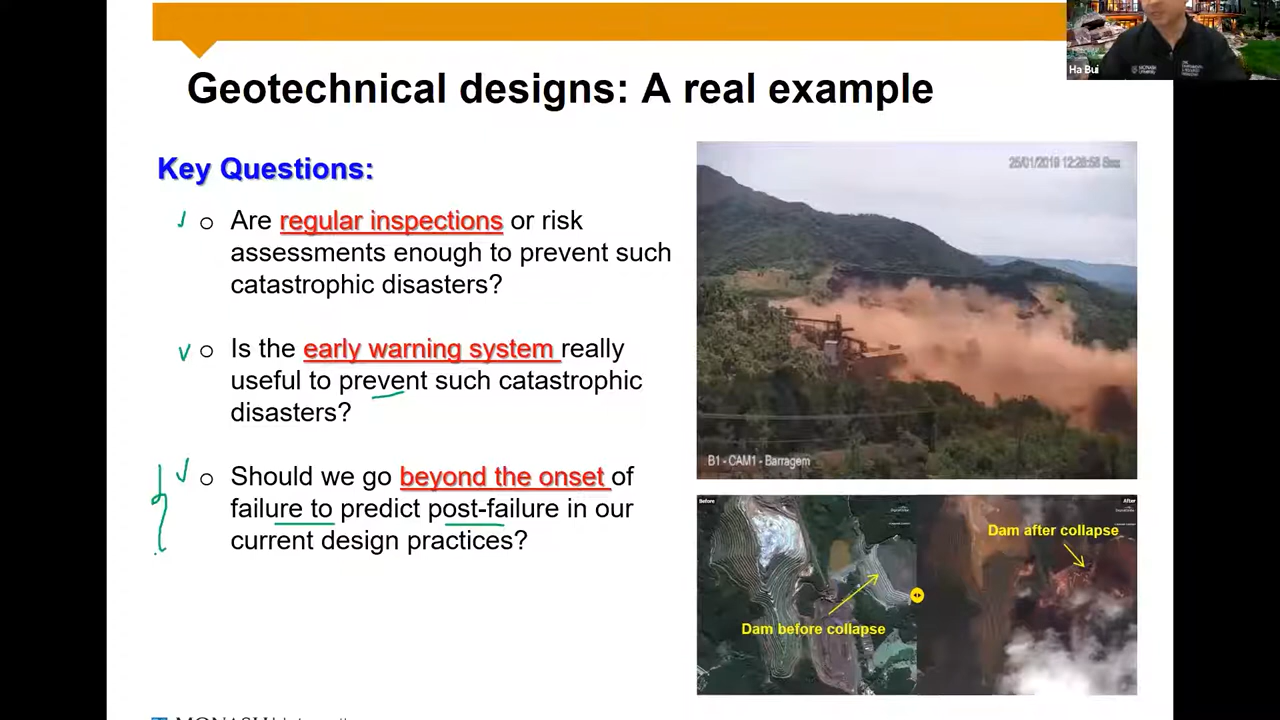 Geotechnical designs: A real example
Ha Bui
Key Questions:
o Are regular inspections or risk
assessments enough to prevent such
catastrophic disasters?
o Is the early warning system really
useful to prevent such catastrophic
disasters?
o Should we go beyond the onset of
failure to predict post-failure in our
current design practices?
25/01/2019 12:28:58
B1 - CAM1 - Barragem
Before
After
Dam before collapse
Dam after collapse
MONASH